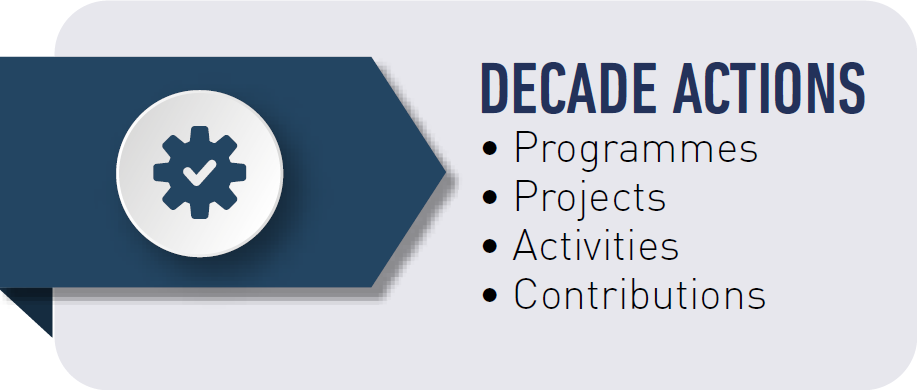 DECADE ACTIONS
• Programmes
• Projects
• Activities
• Contributions